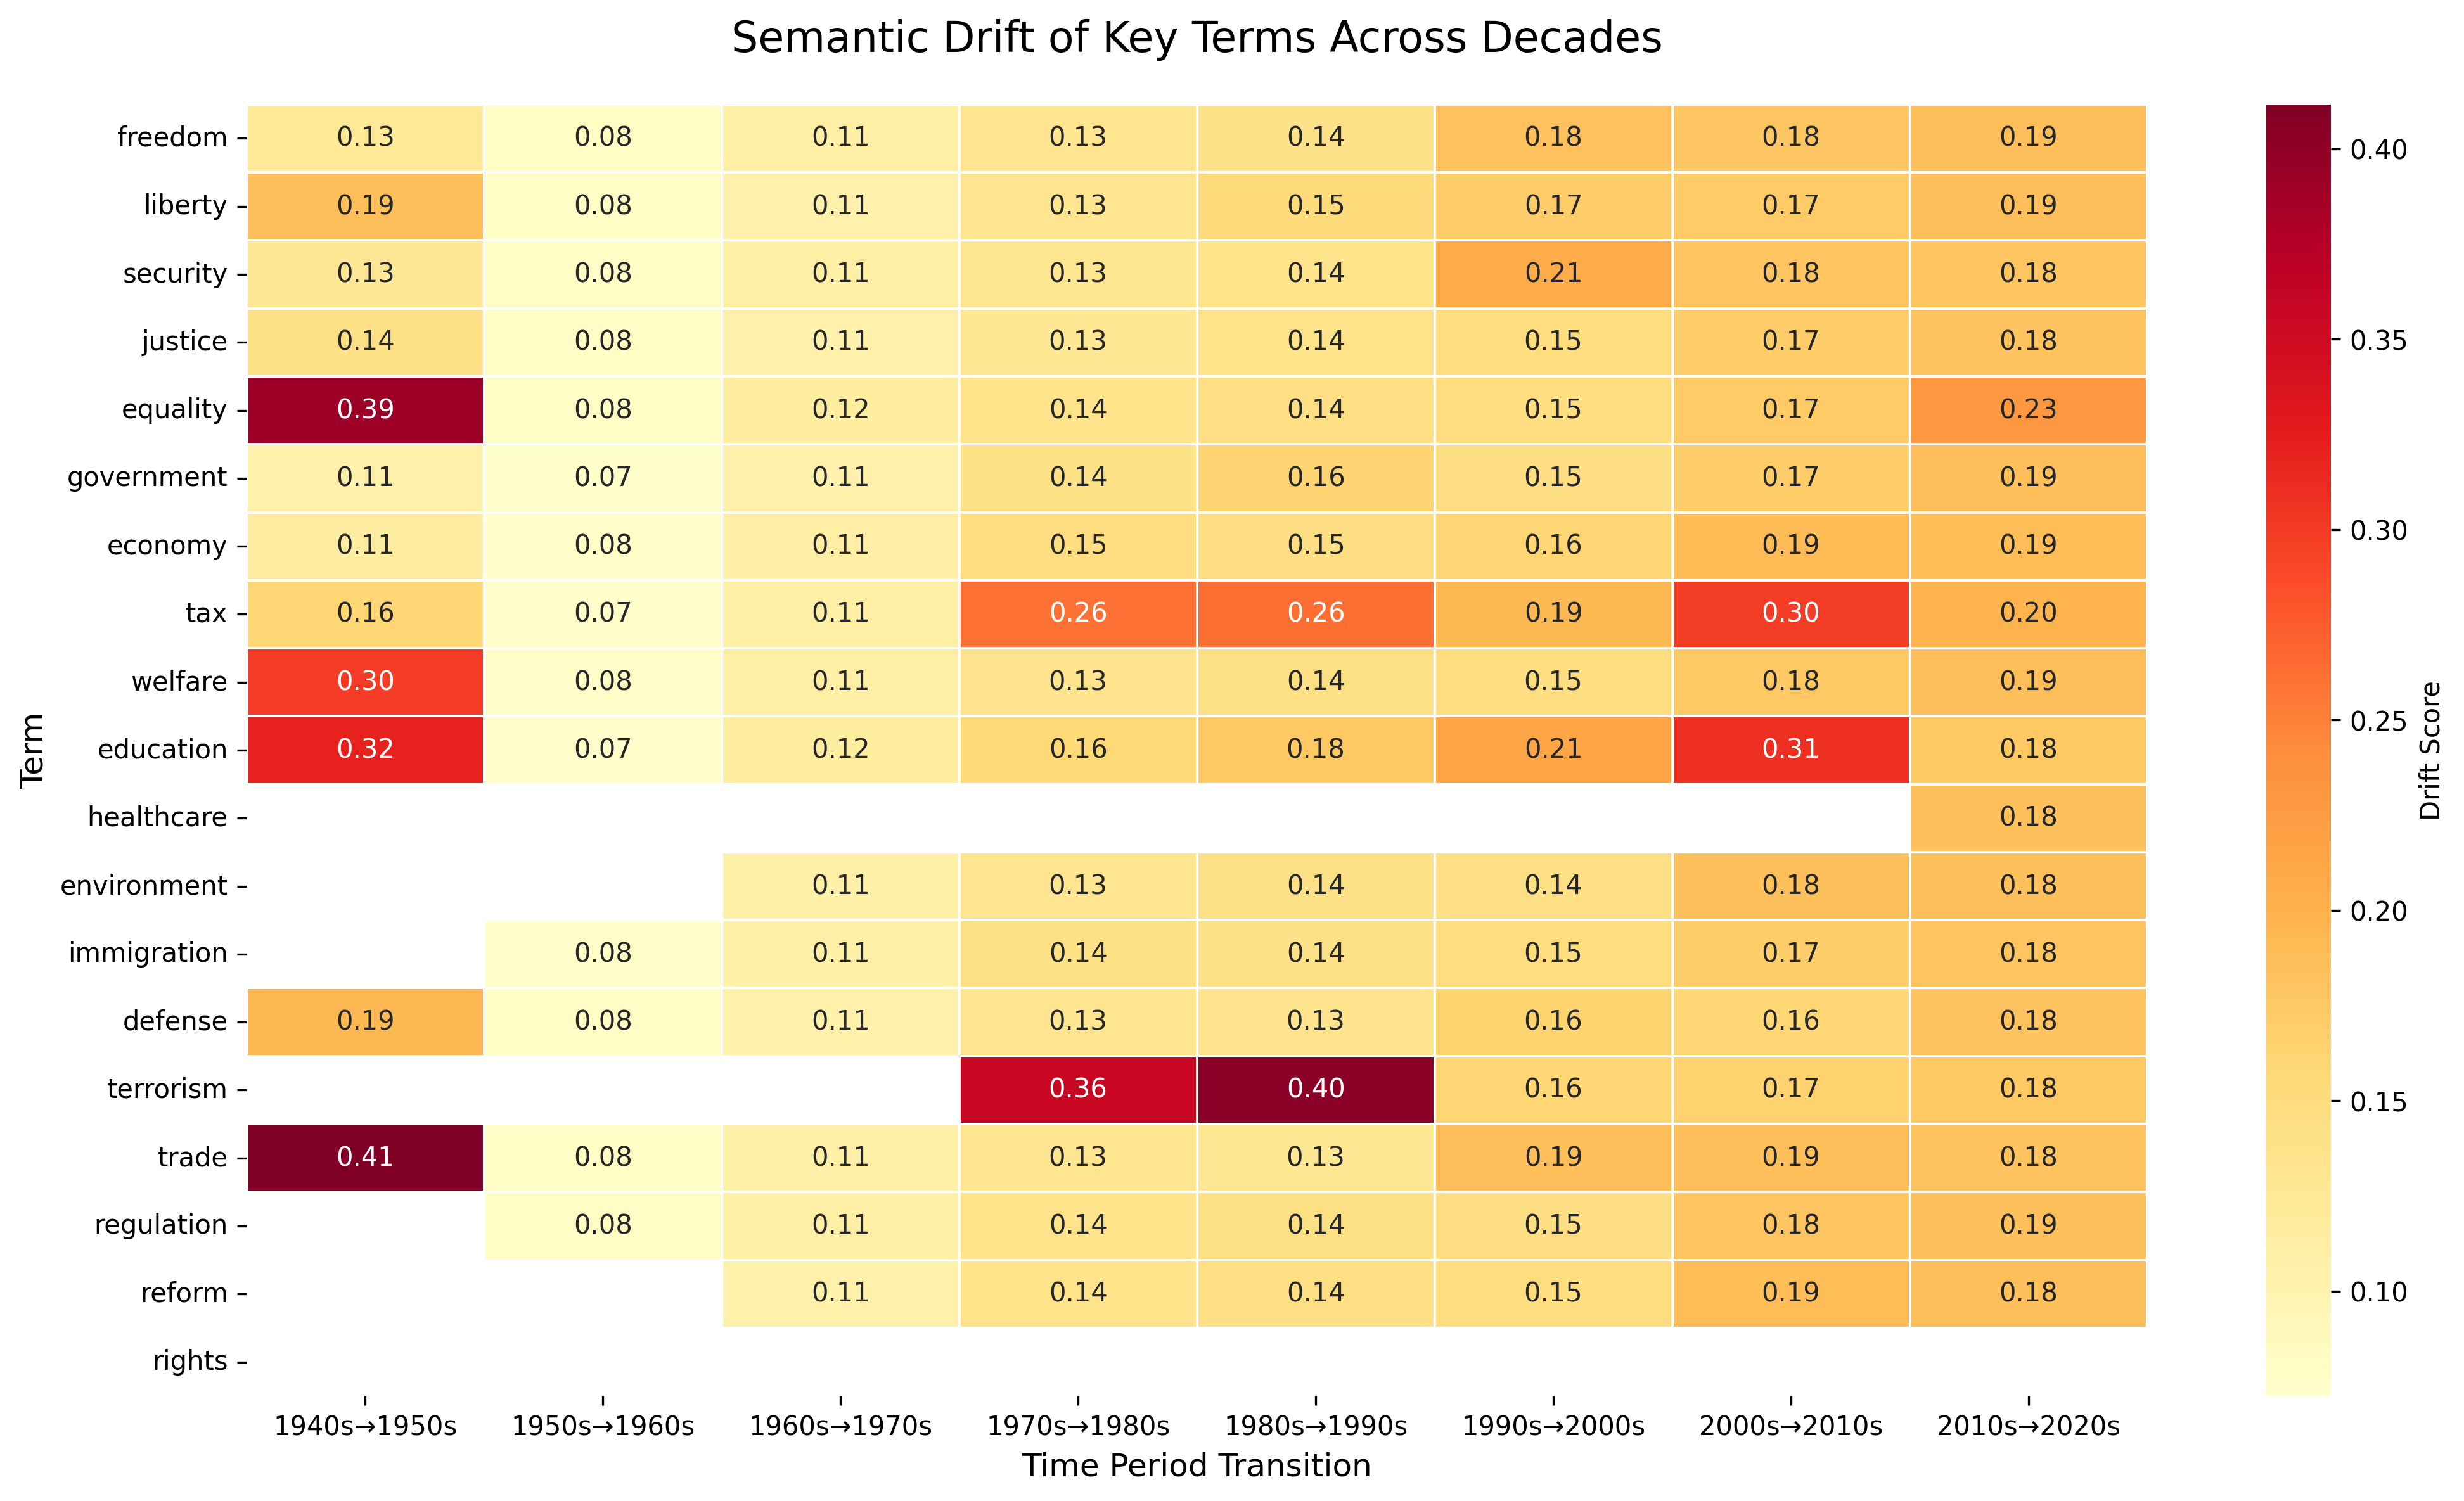 Semantic Drift of Key Terms Across Decades
freedom 0.13 0.08 0.11 0.13 0.14 0.18 0.18 0.19
liberty 0.19 0.08 0.11 0.13 0.15 0.17 0.17 0.19
security 0.13 0.08 0.11 0.13 0.14 0.21 0.18 0.18
justice 0.14 0.08 0.11 0.13 0.14 0.15 0.17 0.18
equality 0.39 0.08 0.12 0.14 0.14 0.15 0.17 0.23
government 0.11 0.07 0.11 0.14 0.16 0.15 0.17 0.19
economy 0.11 0.08 0.11 0.15 0.15 0.16 0.19 0.19
tax 0.16 0.07 0.11 0.26 0.26 0.19 0.30 0.20
welfare 0.30 0.08 0.11 0.13 0.14 0.15 0.18 0.19
education 0.32 0.07 0.12 0.16 0.18 0.21 0.31 0.18
healthcare 0.18
environment 0.11 0.13 0.14 0.14 0.18 0.18
immigration 0.08 0.11 0.14 0.14 0.15 0.17 0.18
defense 0.19 0.08 0.11 0.13 0.13 0.16 0.16 0.18
terrorism 0.36 0.40 0.16 0.17 0.18
trade 0.41 0.08 0.11 0.13 0.13 0.19 0.19 0.18
regulation 0.08 0.11 0.14 0.14 0.15 0.18 0.19
reform 0.11 0.14 0.14 0.15 0.19 0.18
rights
1940s→1950s 1950s→1960s 1960s→1970s 1970s→1980s 1980s→1990s 1990s→2000s 2000s→2010s 2010s→2020s
Time Period Transition
Term
0.40
0.35
0.30
0.25
0.20
0.15
0.10
Drift Score